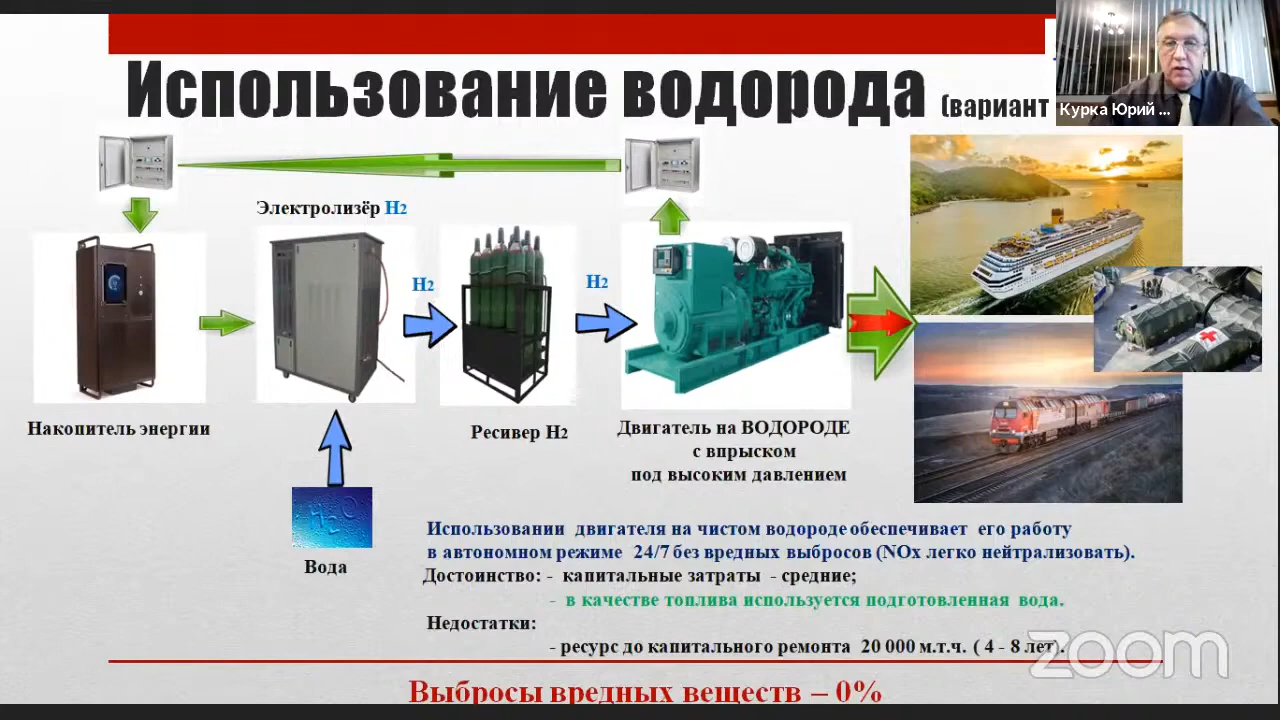 Использование водорода (вариант
Курка Юрий ...
Электролизёр H2
H2
H2
Накопитель энергии
Ресивер H2
Двигатель на ВОДОРОДЕ
с впрыском
под высоким давлением
H2O
Вода
Использовании двигателя на чистом водороде обеспечивает его работу
в автономном режиме 24/7 без вредных выбросов (NOx легко нейтрализовать).
Достоинство: - капитальные затраты - средние;
- в качестве топлива используется подготовленная вода.
Недостатки:
- ресурс до капитального ремонта 20 000 м.т.ч. ( 4 - 8 лет).
zoom
Выбросы вредных веществ – 0%